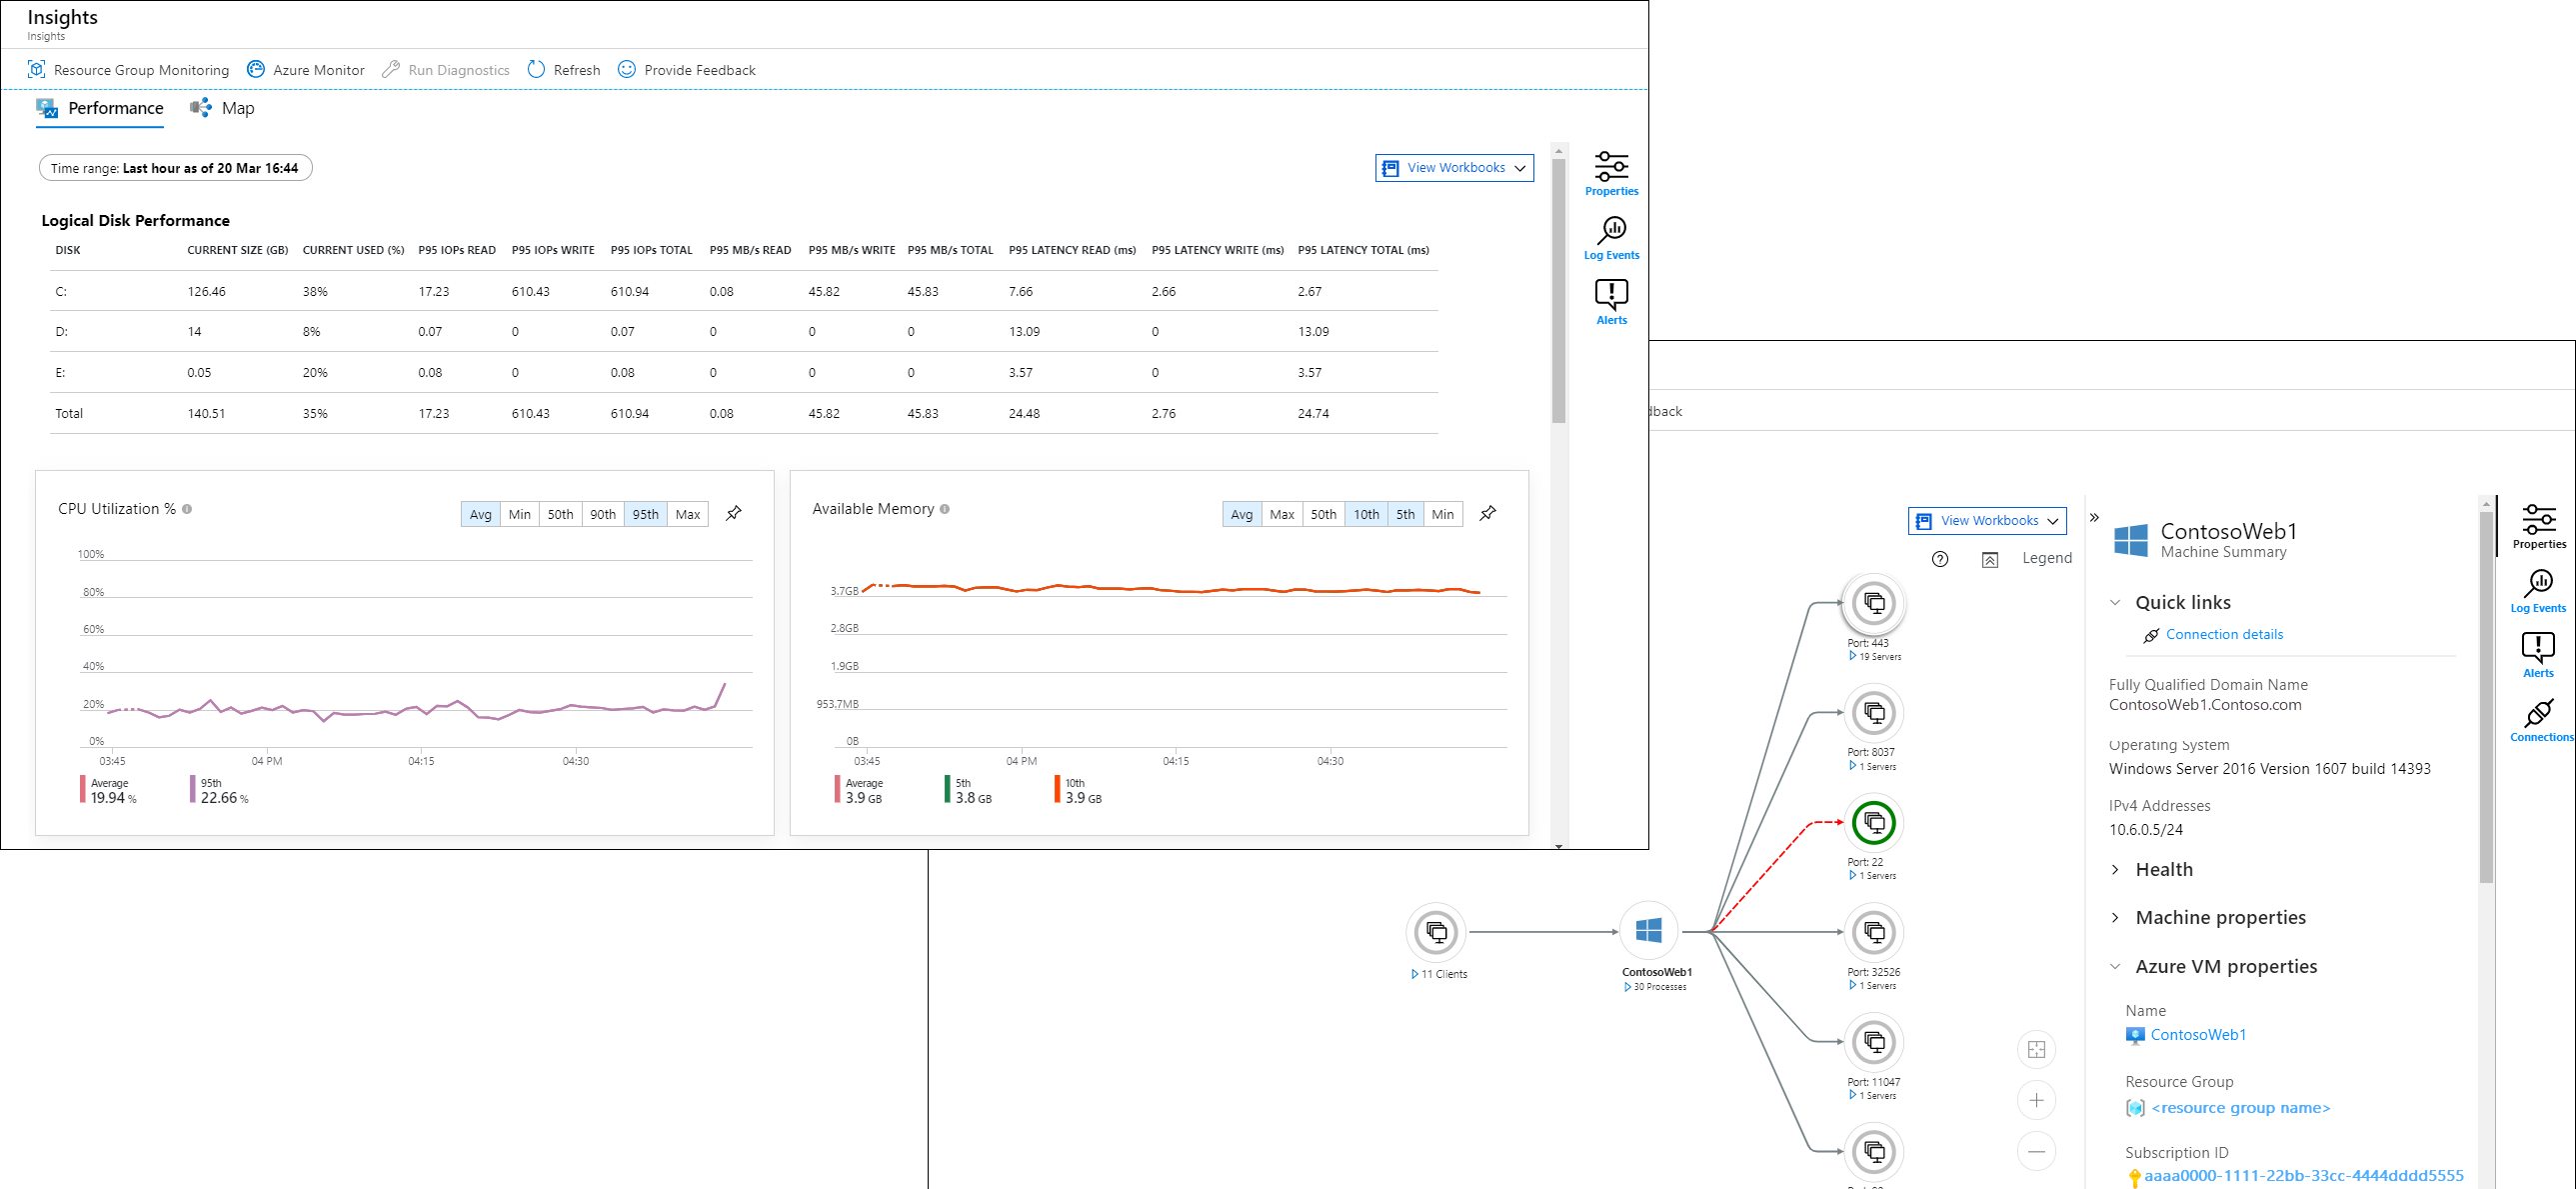 Insights
Insights
Resource Group Monitoring Azure Monitor Run Diagnostics Refresh Provide Feedback
Performance Map
Time range: Last hour as of 20 Mar 16:44
View Workbooks
Properties
Log Events
Alerts
Logical Disk Performance
DISK CURRENT SIZE (GB) CURRENT USED (%) P95 IOPs READ P95 IOPs WRITE P95 IOPs TOTAL P95 MB/s READ P95 MB/s WRITE P95 MB/s TOTAL P95 LATENCY READ (ms) P95 LATENCY WRITE (ms) P95 LATENCY TOTAL (ms)
C: 126.46 38% 17.23 610.43 610.94 0.08 45.82 45.83 7.66 2.66 2.67
D: 14 8% 0.07 0 0.07 0 0 0 13.09 0 13.09
E: 0.05 20% 0.08 0 0.08 0 0 0 3.57 0 3.57
Total 140.51 35% 17.23 610.43 610.94 0.08 45.82 45.83 24.48 2.76 24.74
CPU Utilization %
Avg Min 50th 90th 95th Max
100%
80%
60%
40%
20%
0%
03:45 04 PM 04:15 04:30
Average 95th
19.94 % 22.66 %
Available Memory
Avg Max 50th 10th 5th Min
3.7GB
2.8GB
1.9GB
953.7MB
0B
03:45 04 PM 04:15 04:30
Average 5th 10th
3.9 GB 3.8 GB 3.9 GB
dback
View Workbooks
Legend
Port: 443
19 Servers
Port: 8037
1 Servers
Port: 22
1 Servers
Port: 32526
1 Servers
Port: 11047
1 Servers
11 Clients
ContosoWeb1
30 Processes
ContosoWeb1
Machine Summary
Quick links
Connection details
Fully Qualified Domain Name
ContosoWeb1.Contoso.com
Operating System
Windows Server 2016 Version 1607 build 14393
IPv4 Addresses
10.6.0.5/24
Health
Machine properties
Azure VM properties
Name
ContosoWeb1
Resource Group
<resource group name>
Subscription ID
aaaa0000-1111-22bb-33cc-4444dddd5555
Properties
Log Events
Alerts
Connections